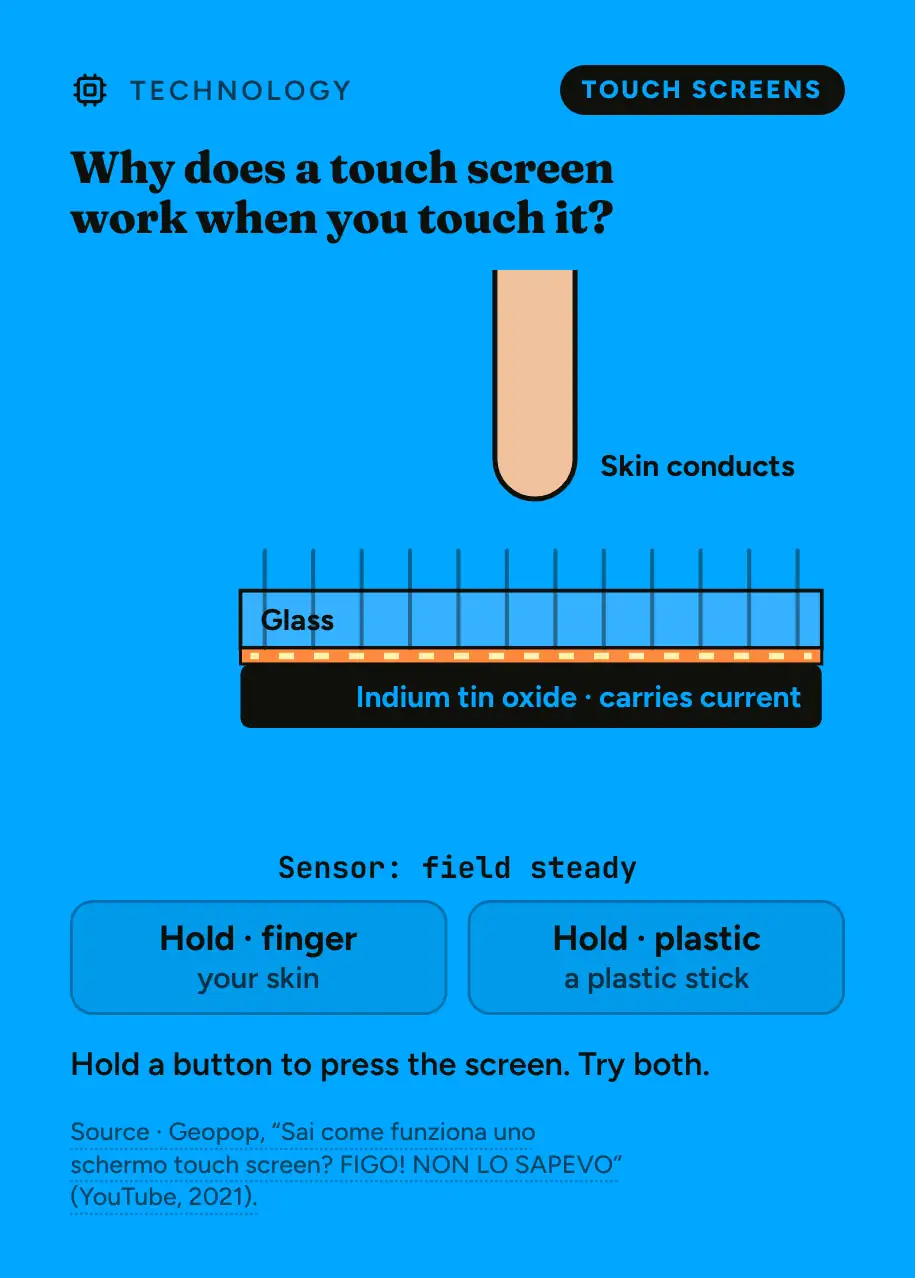 TECHNOLOGY
TOUCH SCREENS
Why does a touch screen
work when you touch it?
Skin conducts
Glass
Indium tin oxide · carries current
Sensor: field steady
Hold · finger
your skin
Hold · plastic
a plastic stick
Hold a button to press the screen. Try both.
Source · Geopop, “Sai come funziona uno
schermo touch screen? FIGO! NON LO SAPEVO”
(YouTube, 2021).